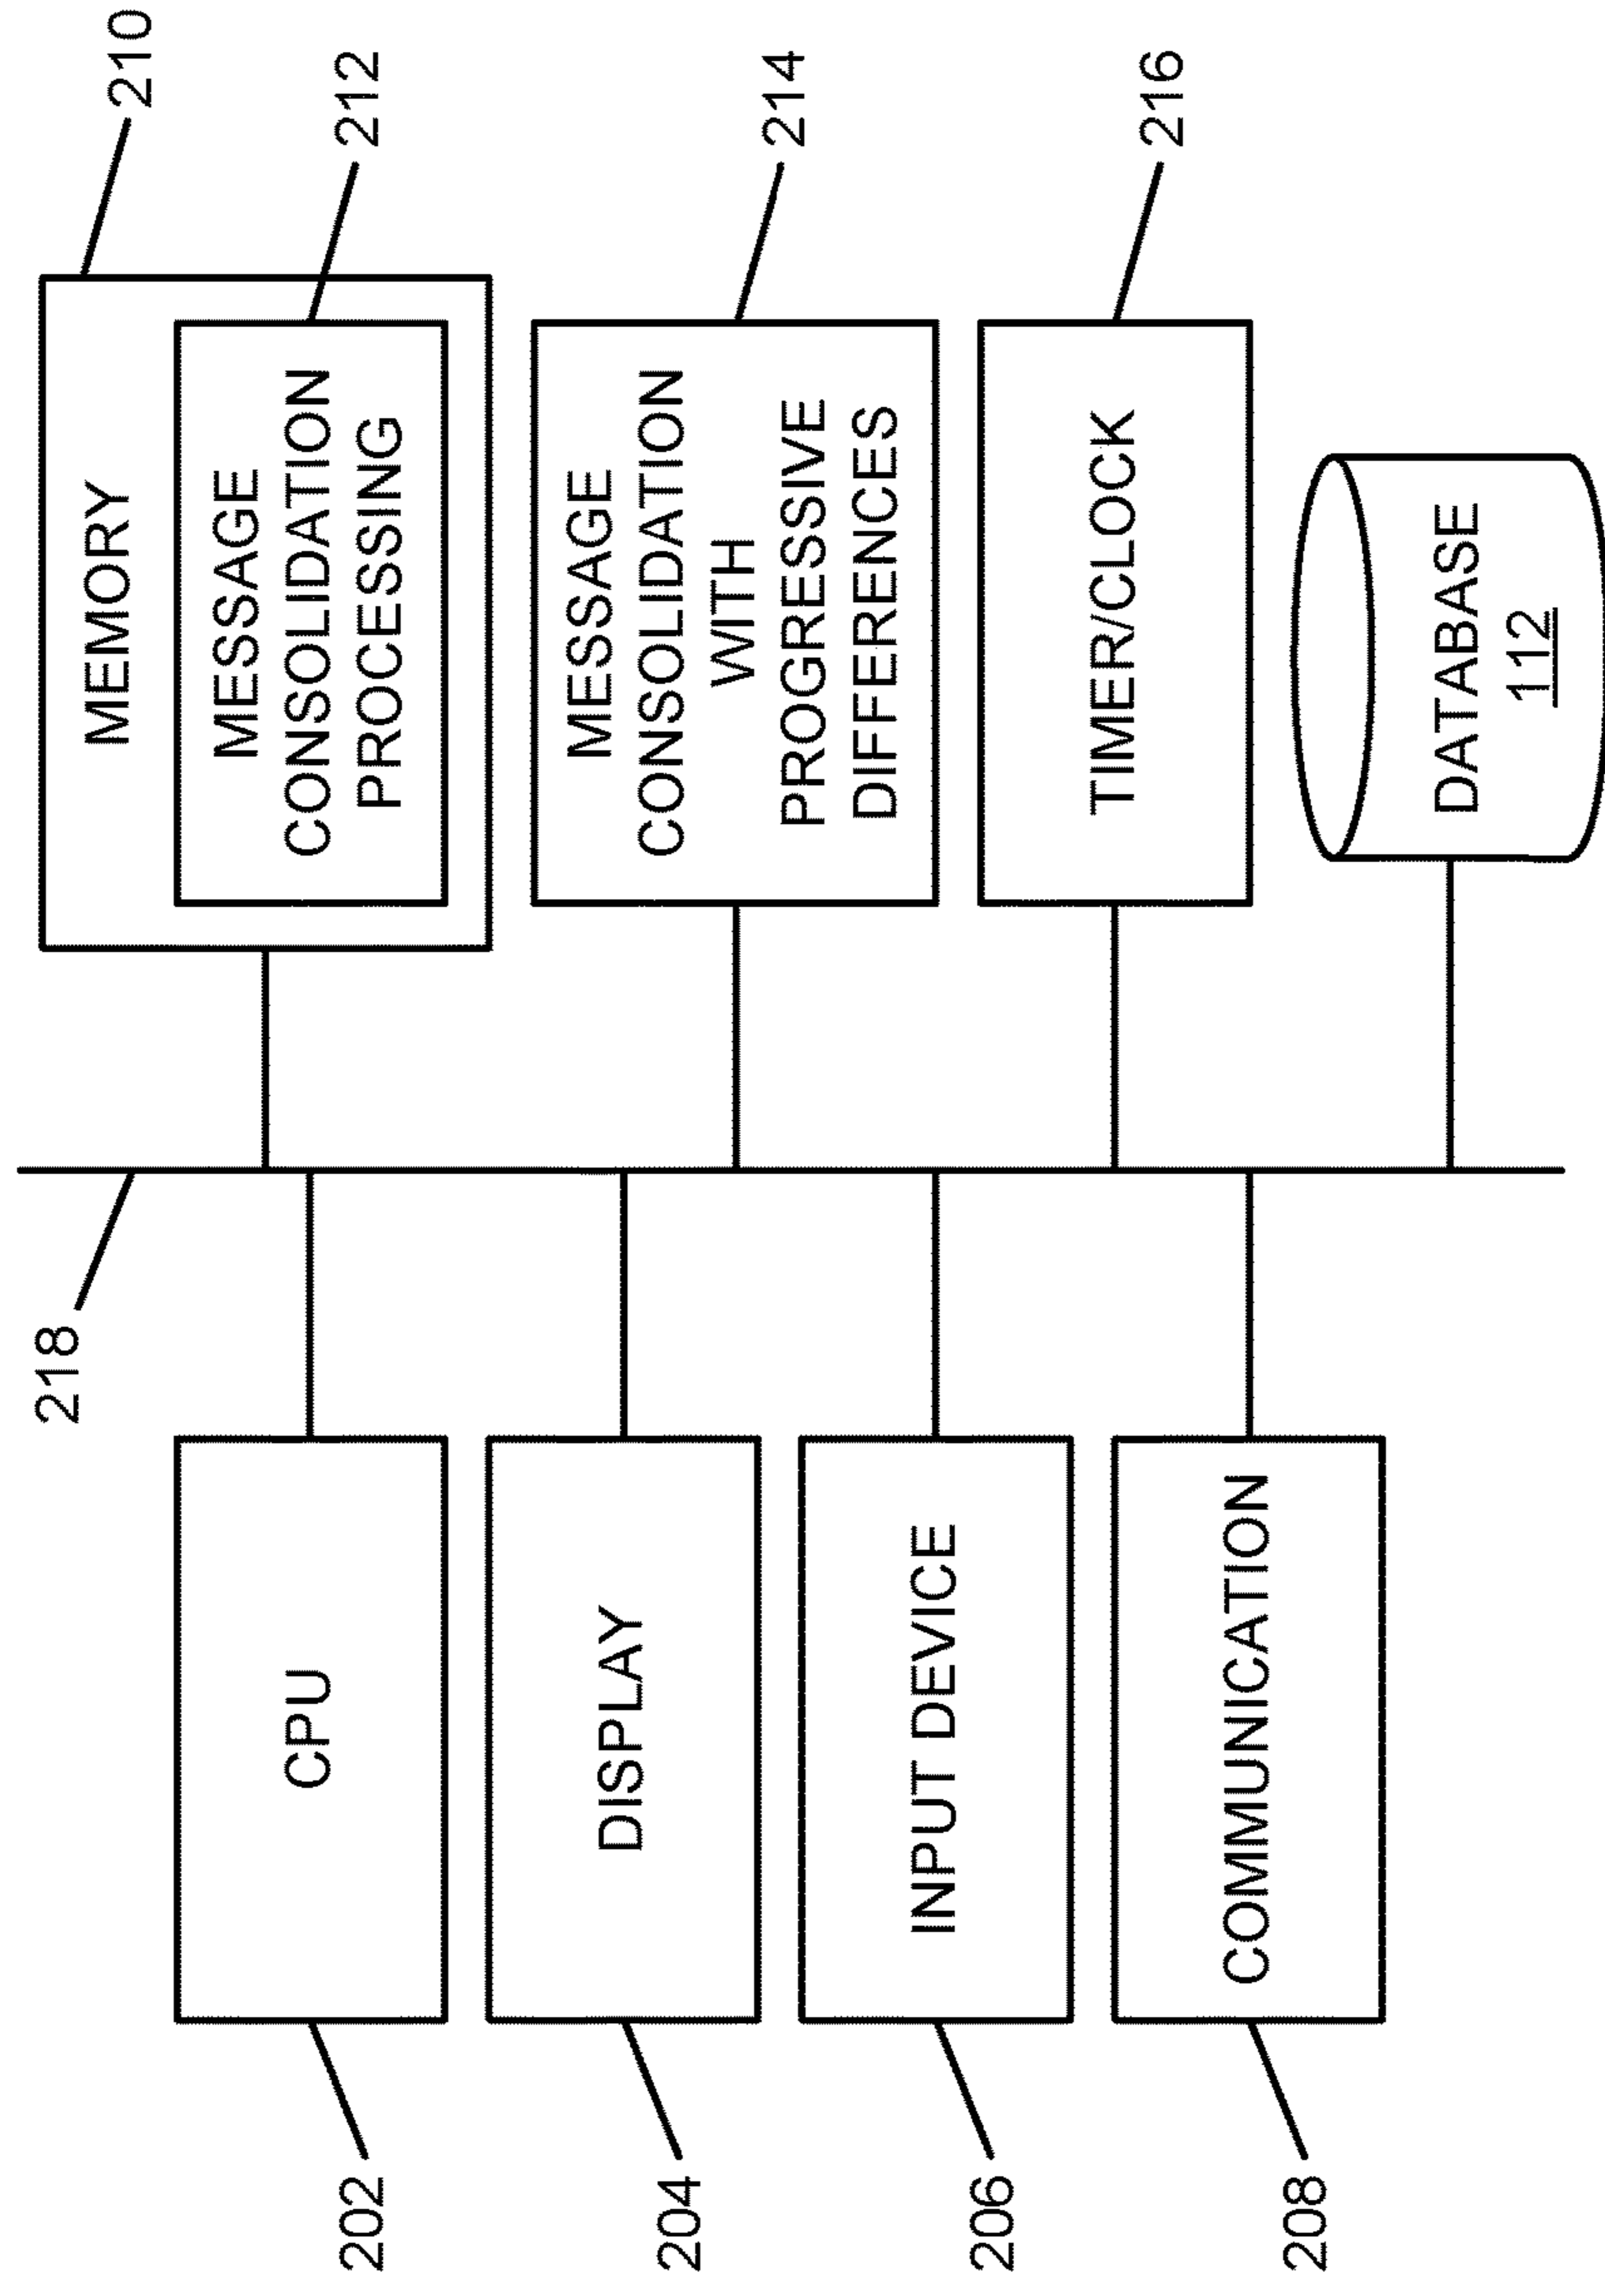 210
MEMORY
212
MESSAGE
CONSOLIDATION
PROCESSING
218
CPU
202
DISPLAY
204
MESSAGE
CONSOLIDATION
WITH
PROGRESSIVE
DIFFERENCES
214
INPUT DEVICE
206
TIMER/CLOCK
216
COMMUNICATION
208
DATABASE
112